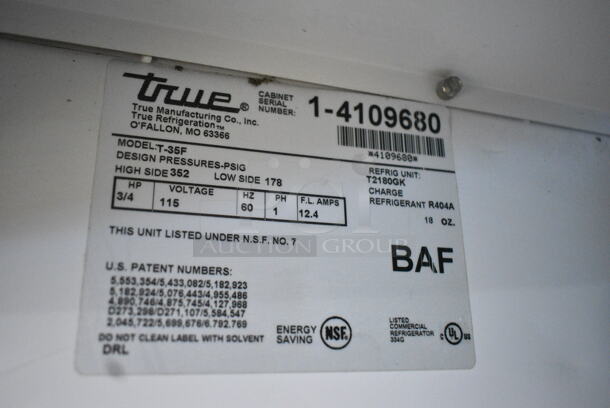 true®
True Manufacturing Co., Inc.
True Refrigeration™
O'FALLON, MO 63366
CABINET SERIAL NUMBER: 1-4109680
*4109680*
MODEL: T-35F
DESIGN PRESSURES-PSIG
HIGH SIDE 352 LOW SIDE 178
REFRIG UNIT:
T2180GK
CHARGE
REFRIGERANT R404A
18 OZ.
HP VOLTAGE HZ PH F.L. AMPS
3/4 115 60 1 12.4
THIS UNIT LISTED UNDER N.S.F. NO. 7
AUCTION GROUP
BAF
U.S. PATENT NUMBERS:
5,553,354/5,433,082/5,182,923
5,182,924/5,076,443/4,955,486
4,890,746/4,875,745/4,127,968
D273,298/D271,107/5,584,547
2,045,722/5,699,676/6,792,769
DO NOT CLEAN LABEL WITH SOLVENT
DRL
ENERGY SAVING
NSF®
LISTED
COMMERCIAL
REFRIGERATOR
334G
C UL US